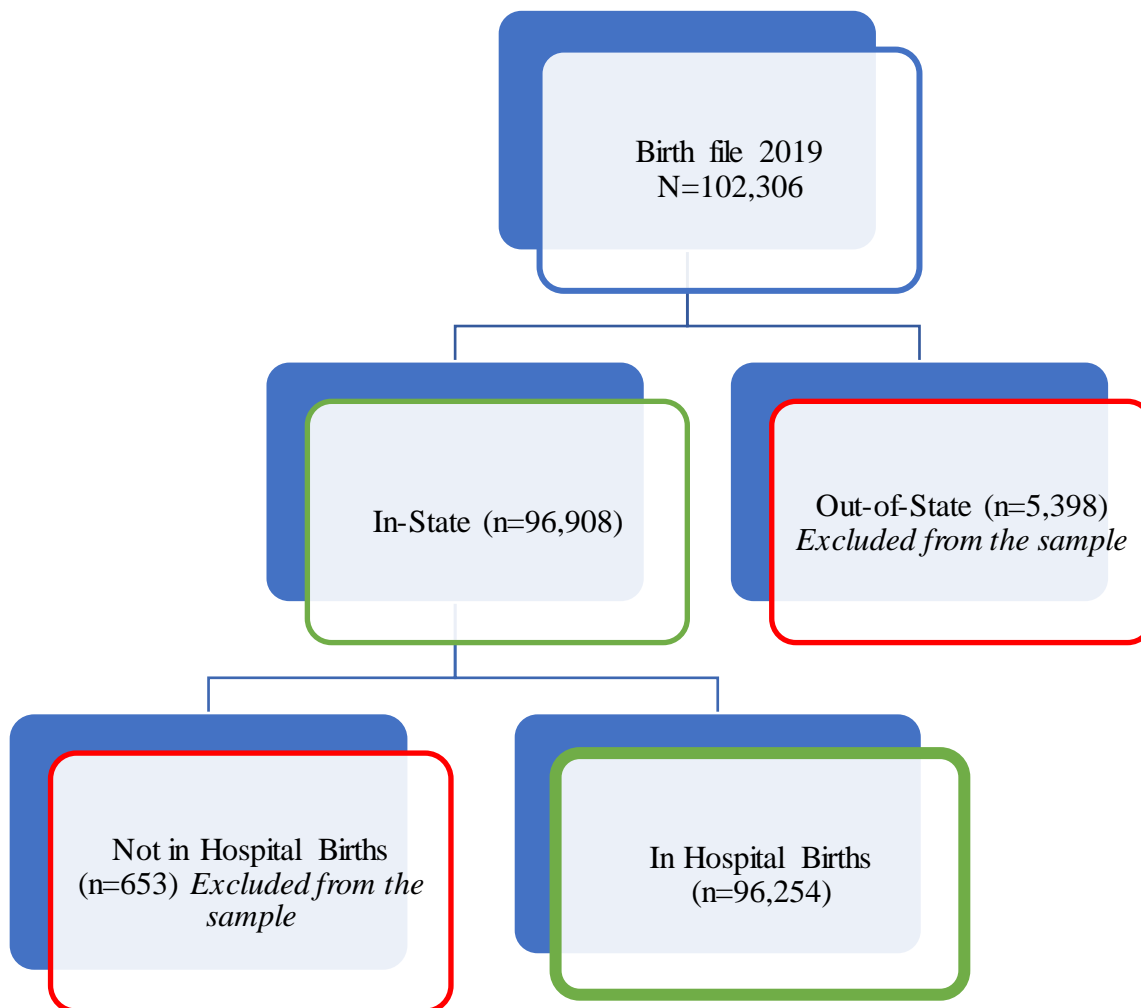 Birth file 2019
N=102,306
In-State (n=96,908)
Out-of-State (n=5,398)
Excluded from the sample
Not in Hospital Births
(n=653) Excluded from the
sample
In Hospital Births
(n=96,254)